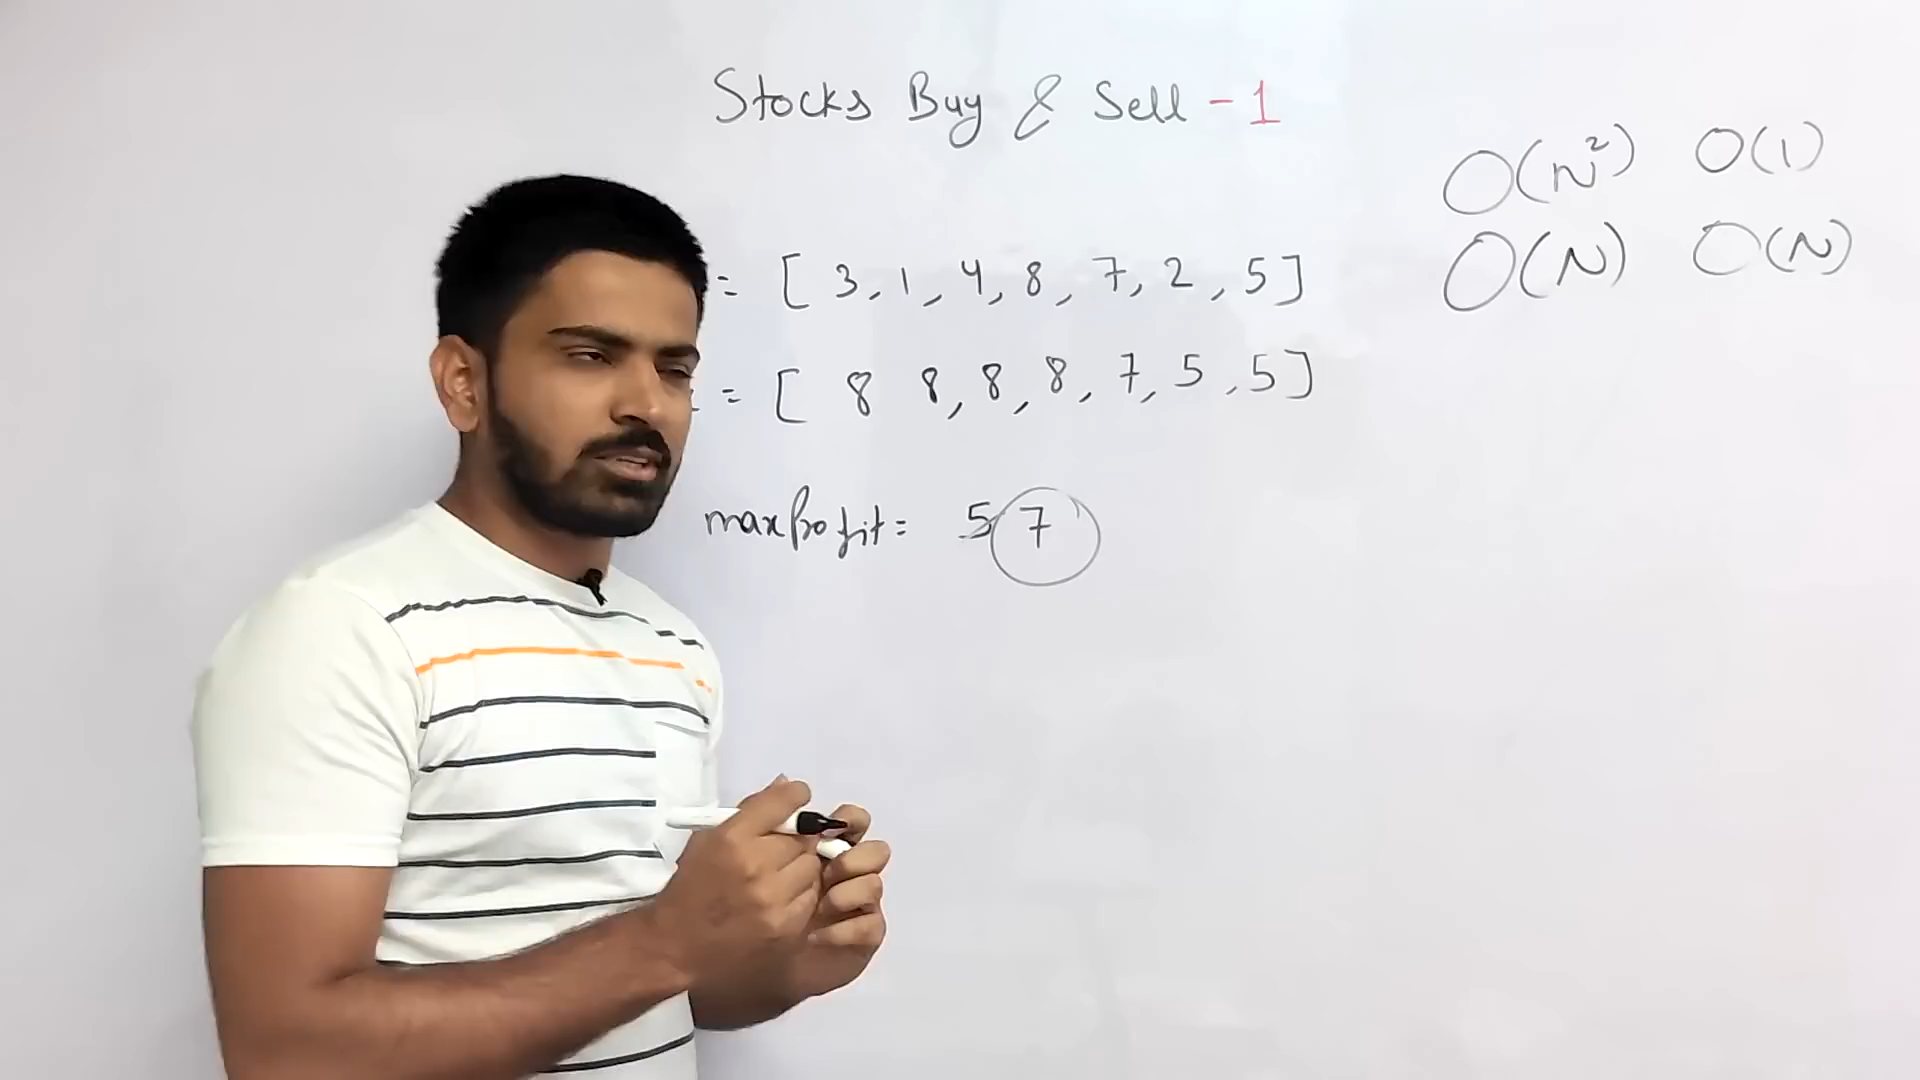 Stocks Buy & Sell - 1
O(N²) O(1)
O(N) O(N)
= [ 3, 1, 4, 8, 7, 2, 5 ]
= [ 8 8, 8, 8, 7, 5, 5 ]
maxProfit = 5 7